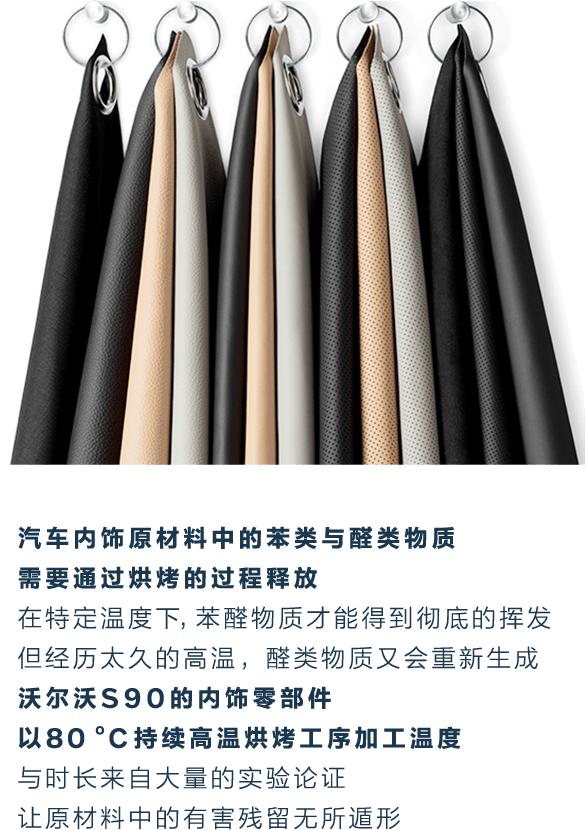 汽车内饰原材料中的苯类与醛类物质
需要通过烘烤的过程释放
在特定温度下, 苯醛物质才能得到彻底的挥发
但经历太久的高温，醛类物质又会重新生成
沃尔沃S90的内饰零部件
以80 °C持续高温烘烤工序加工温度
与时长来自大量的实验论证
让原材料中的有害残留无所遁形